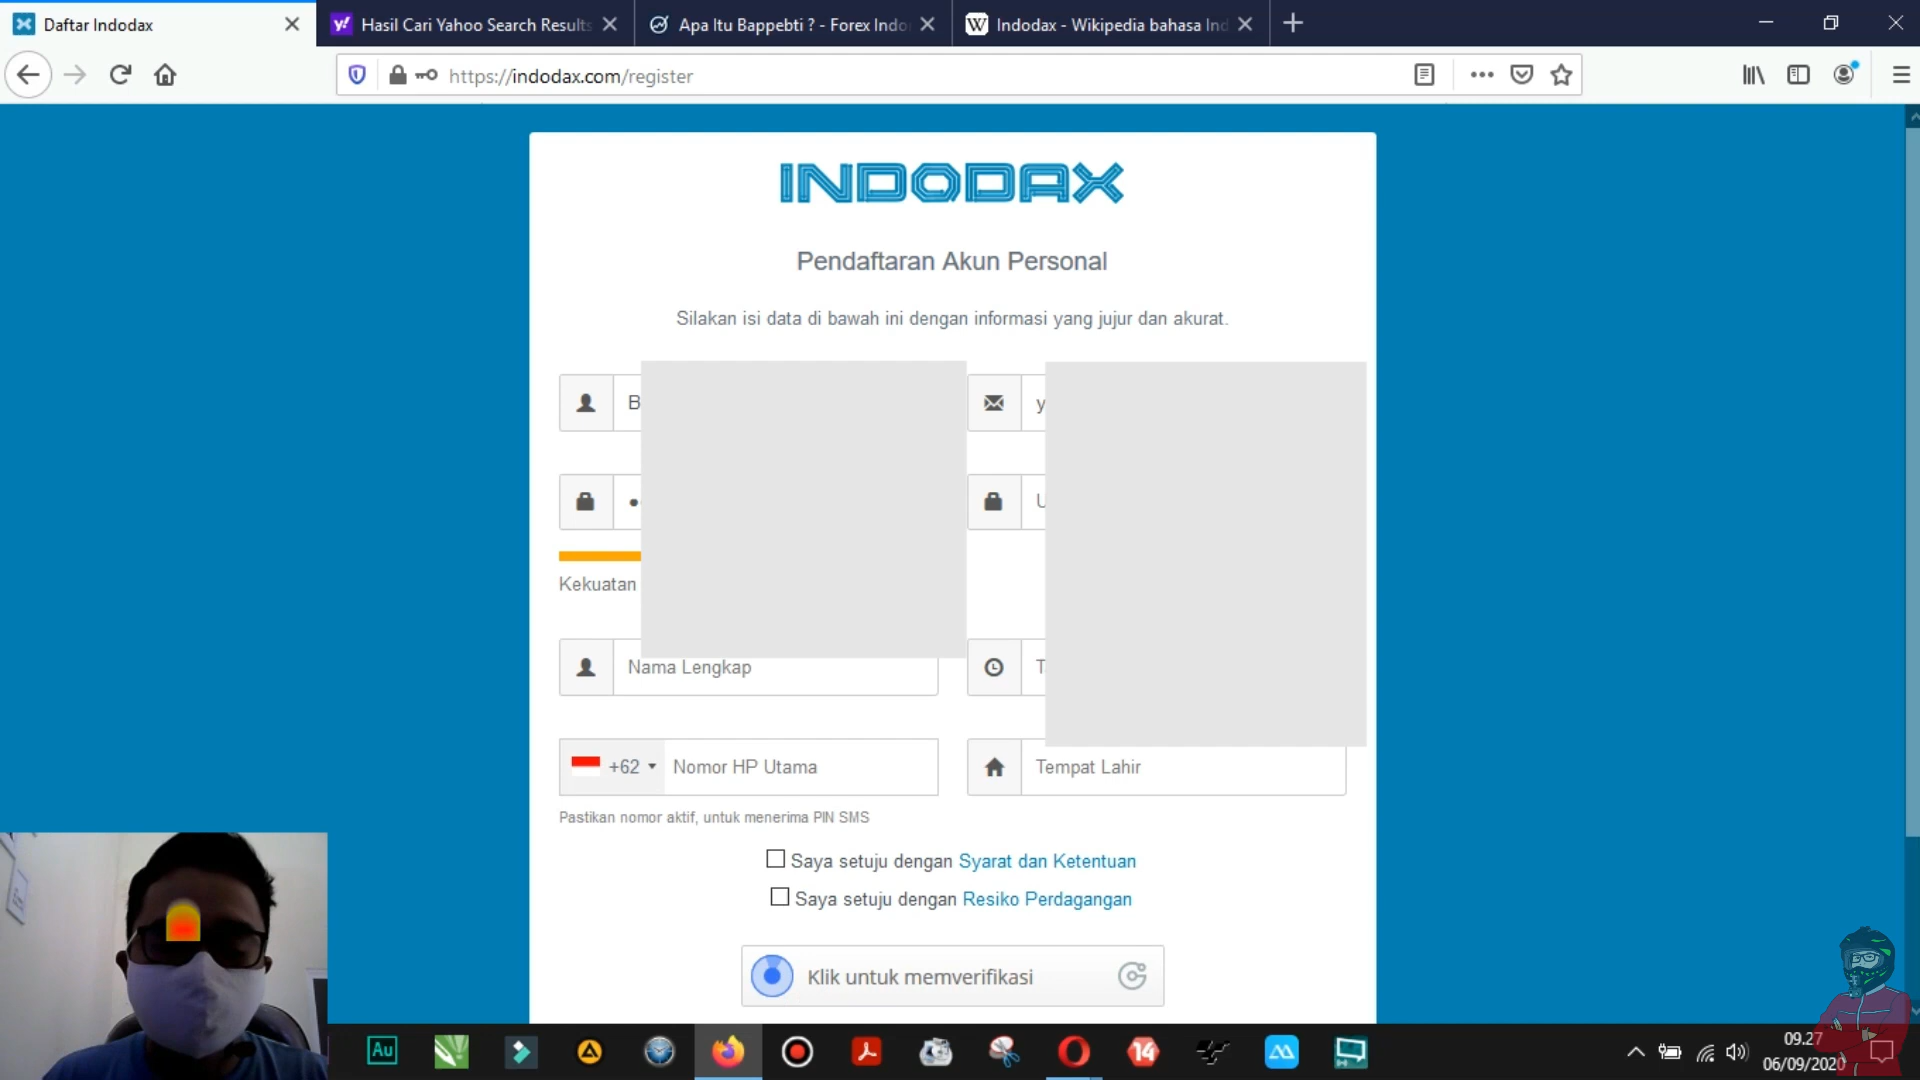 Daftar Indodax
Hasil Cari Yahoo Search Results
Apa Itu Bappebti ? - Forex Indo
Indodax - Wikipedia bahasa Ind
https://indodax.com/register
INDODAX
Pendaftaran Akun Personal
Silakan isi data di bawah ini dengan informasi yang jujur dan akurat.
B
y
U
Kekuatan
Nama Lengkap
T
+62
Nomor HP Utama
Tempat Lahir
Pastikan nomor aktif, untuk menerima PIN SMS
Saya setuju dengan Syarat dan Ketentuan
Saya setuju dengan Resiko Perdagangan
Klik untuk memverifikasi
Au
14
09.27
06/09/2020